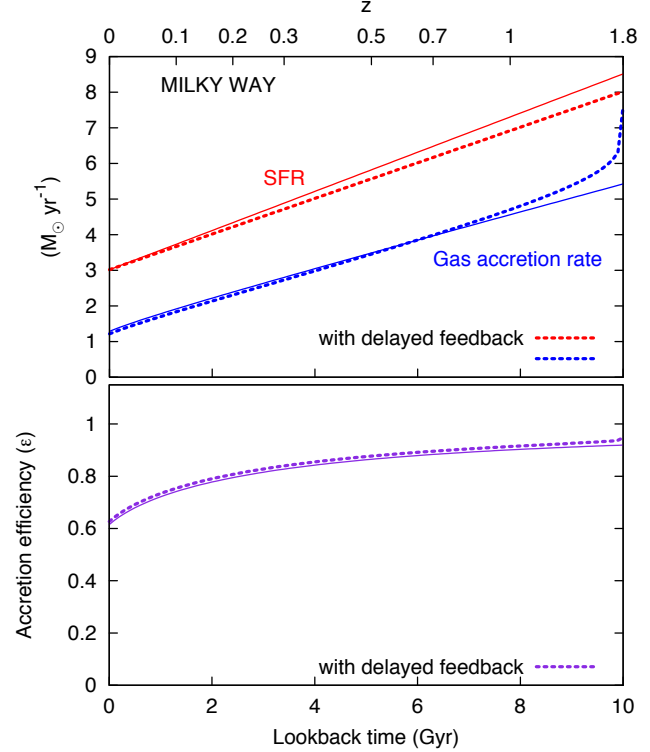 z
0 0.1 0.2 0.3 0.5 0.7 1 1.8
9
MILKY WAY
8
7
6
SFR
5
(M⊙ yr-1)
4
Gas accretion rate
3
2
with delayed feedback
1
0
1
0.8
0.6
Accretion efficiency (ε)
0.4
0.2
with delayed feedback
0
0 2 4 6 8 10
Lookback time (Gyr)